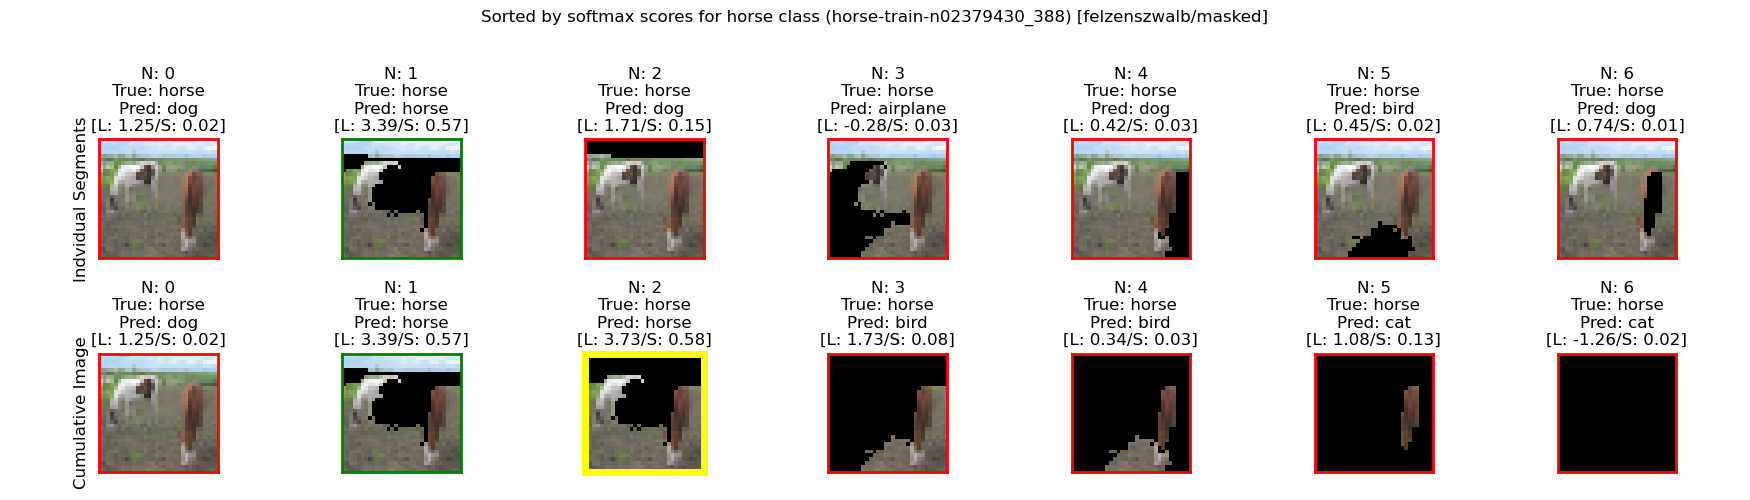 Sorted by softmax scores for horse class (horse-train-n02379430_388) [felzenszwalb/masked]
Indvidual Segments
N: 0
True: horse
Pred: dog
[L: 1.25/S: 0.02]
N: 1
True: horse
Pred: horse
[L: 3.39/S: 0.57]
N: 2
True: horse
Pred: dog
[L: 1.71/S: 0.15]
N: 3
True: horse
Pred: airplane
[L: -0.28/S: 0.03]
N: 4
True: horse
Pred: dog
[L: 0.42/S: 0.03]
N: 5
True: horse
Pred: bird
[L: 0.45/S: 0.02]
N: 6
True: horse
Pred: dog
[L: 0.74/S: 0.01]
Cumulative Image
N: 0
True: horse
Pred: dog
[L: 1.25/S: 0.02]
N: 1
True: horse
Pred: horse
[L: 3.39/S: 0.57]
N: 2
True: horse
Pred: horse
[L: 3.73/S: 0.58]
N: 3
True: horse
Pred: bird
[L: 1.73/S: 0.08]
N: 4
True: horse
Pred: bird
[L: 0.34/S: 0.03]
N: 5
True: horse
Pred: cat
[L: 1.08/S: 0.13]
N: 6
True: horse
Pred: cat
[L: -1.26/S: 0.02]